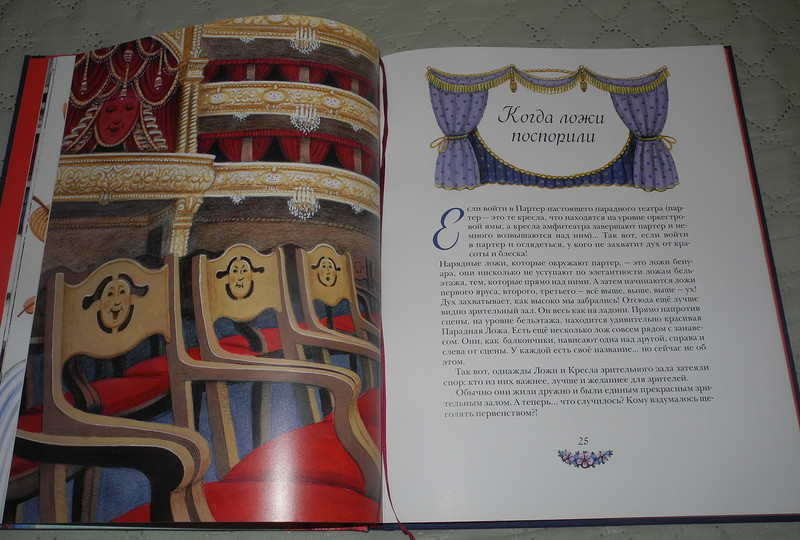 Когда ложи
поспорили
Если войти в Партер настоящего парадного театра (пар-
тер – это те кресла, что находятся на уровне оркестро-
вой ямы, а кресла амфитеатра завершают партер и не-
много возвышаются над ним)... Так вот, если войти
в партер и оглядеться, у кого не захватит дух от кра-
соты и блеска!
Нарядные ложи, которые окружают партер, – это ложи бену-
ара, они нисколько не уступают по элегантности ложам бель-
этажа, тем, которые прямо над ними. А затем начинаются ложи
первого яруса, второго, третьего – всё выше, выше, выше – ух!
Дух захватывает, как высоко мы забрались! Отсюда ещё лучше
видно зрительный зал. Он весь как на ладони. Прямо напротив
сцены, на уровне бельэтажа, находится удивительно красивая
Парадная Ложа. Есть ещё несколько лож совсем рядом с занаве-
сом. Они, как балкончики, нависают одна над другой, справа и
слева от сцены. У каждой есть своё название... но сейчас не об
этом.
Так вот, однажды Ложи и Кресла зрительного зала затеяли
спор: кто из них важнее, лучше и желаннее для зрителей.
Обычно они жили дружно и были единым прекрасным зри-
тельным залом. А теперь... что случилось? Кому вздумалось ще-
голять первенством?!
25